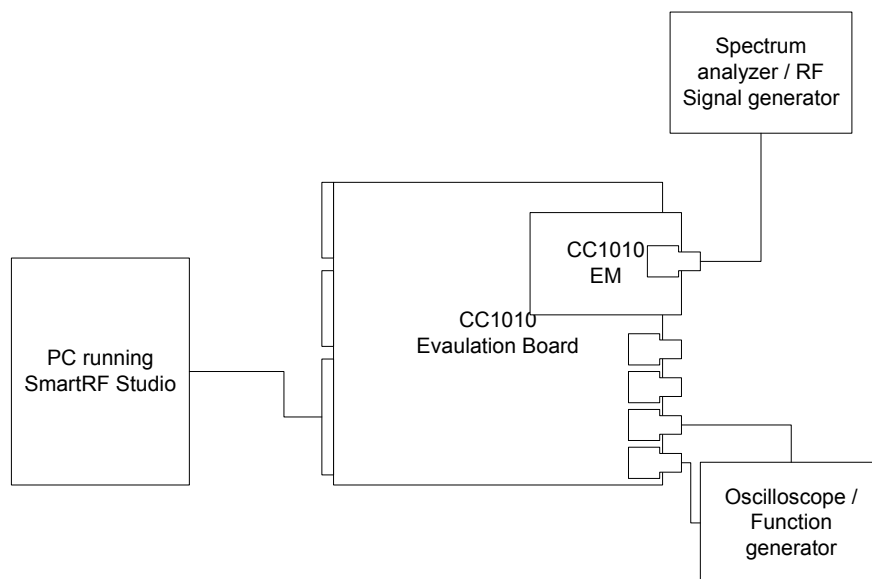 Spectrum
analyzer / RF
Signal generator
CC1010
EM
CC1010
Evaulation Board
PC running
SmartRF Studio
Oscilloscope /
Function
generator